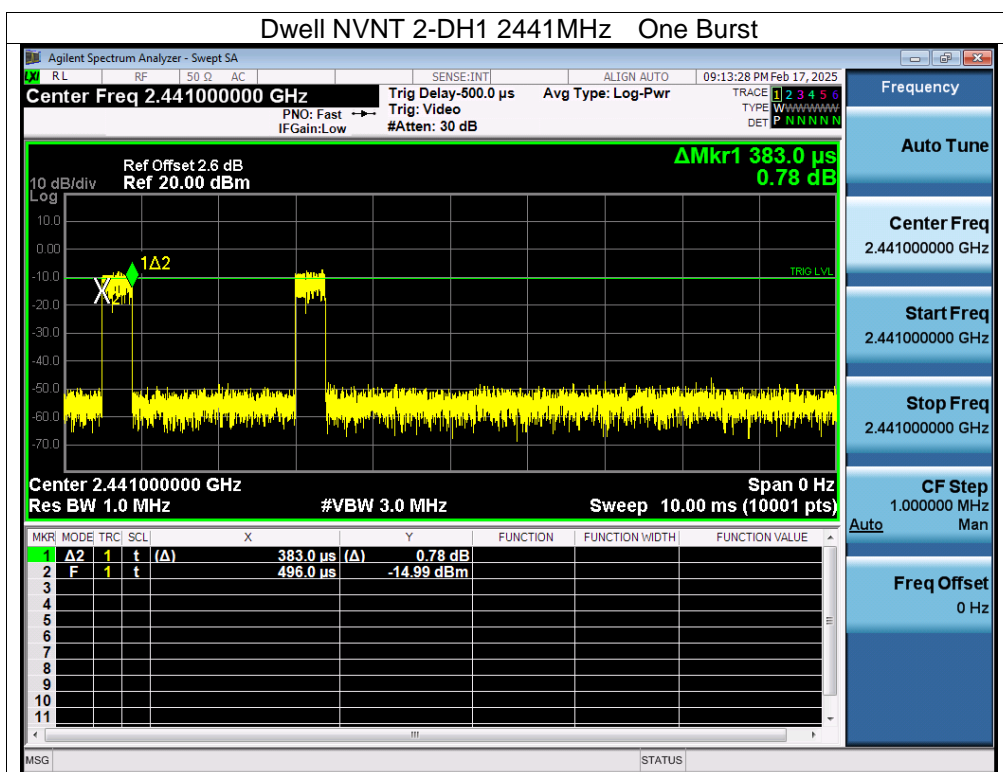 Dwell NVNT 2-DH1 2441MHz One Burst
Agilent Spectrum Analyzer - Swept SA
LXI RL RF 50 Ω AC SENSE:INT ALIGN AUTO 09:13:28 PM Feb 17, 2025
Center Freq 2.441000000 GHz Trig Delay-500.0 µs Avg Type: Log-Pwr TRACE 1 2 3 4 5 6
PNO: Fast Trig: Video TYPE WWWWWWW
IFGain:Low #Atten: 30 dB DET P N N N N N
Frequency
ΔMkr1 383.0 µs
0.78 dB
Ref Offset 2.6 dB
10 dB/div Ref 20.00 dBm
Log
10.0
0.00
-10.0
-20.0
-30.0
-40.0
-50.0
-60.0
-70.0
1Δ2
2
TRIG LVL
Center 2.441000000 GHz Span 0 Hz
Res BW 1.0 MHz #VBW 3.0 MHz Sweep 10.00 ms (10001 pts)
MKR MODE TRC SCL X Y FUNCTION FUNCTION WIDTH FUNCTION VALUE
1 Δ2 1 t (Δ) 383.0 µs (Δ) 0.78 dB
2 F 1 t 496.0 µs -14.99 dBm
3
4
5
6
7
8
9
10
11
MSG STATUS
Auto Tune
Center Freq
2.441000000 GHz
Start Freq
2.441000000 GHz
Stop Freq
2.441000000 GHz
CF Step
1.000000 MHz
Auto Man
Freq Offset
0 Hz